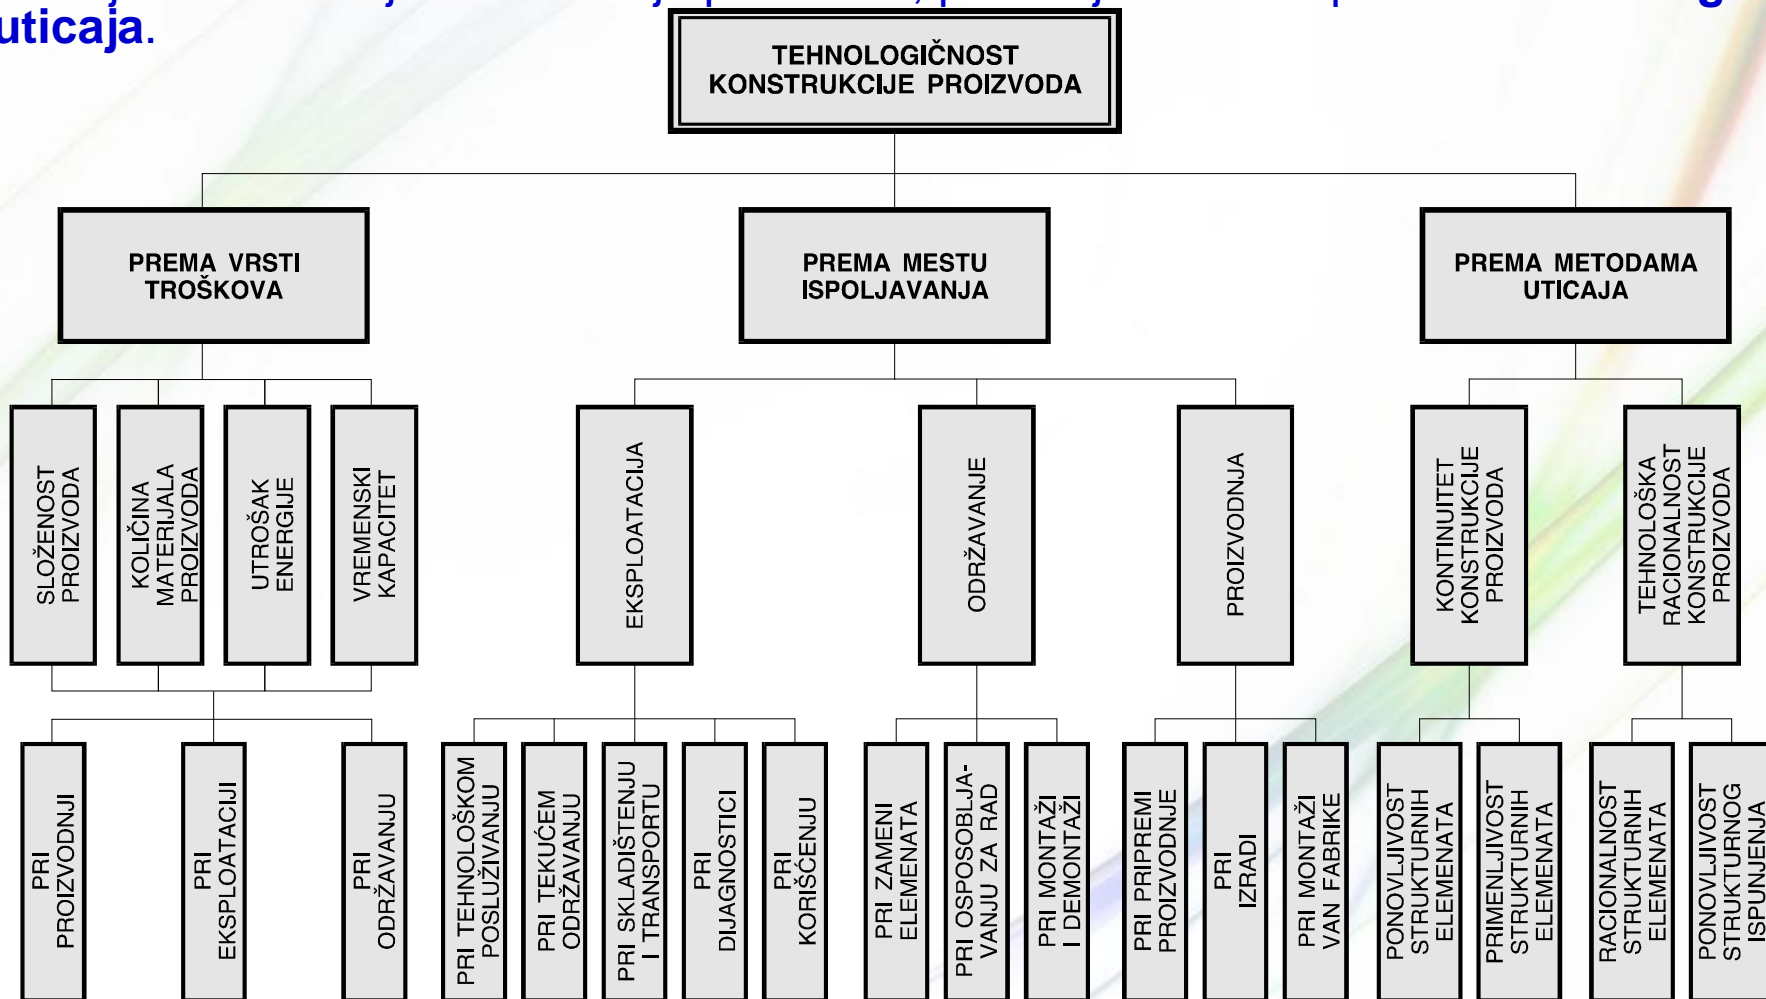 uticaja.
TEHNOLOGIČNOST
KONSTRUKCIJE PROIZVODA
PREMA VRSTI
TROŠKOVA
PREMA MESTU
ISPOLJAVANJA
PREMA METODAMA
UTICAJA
SLOŽENOST
PROIZVODA
KOLIČINA
MATERIJALA
PROIZVODA
UTROŠAK
ENERGIJE
VREMENSKI
KAPACITET
EKSPLOATACIJA
ODRŽAVANJE
PROIZVODNJA
KONTINUTET
KONSTRUKCIJE
PROIZVODA
TEHNOLOŠKA
RACIONALNOST
KONSTRUKCIJE
PROIZVODA
PRI
PROIZVODNJI
PRI
EKSPLOATACIJI
PRI
ODRŽAVANJU
PRI TEHNOLOŠKOM
POSLUŽIVANJU
PRI TEKUĆEM
ODRŽAVANJU
PRI SKLADIŠTENJU
I TRANSPORTU
PRI
DIJAGNOSTICI
PRI
KORIŠĆENJU
PRI ZAMENI
ELEMENATA
PRI OSPOSOBLJA-
VANJU ZA RAD
PRI MONTAŽI
I DEMONTAŽI
PRI PRIPREMI
PROIZVODNJE
PRI
IZRADI
PRI MONTAŽI
VAN FABRIKE
PONOVLJIVOST
STRUKTURNIH
ELEMENATA
PRIMENLJIVOST
STRUKTURNIH
ELEMENATA
RACIONALNOST
STRUKTURNIH
ELEMENATA
PONOVLJIVOST
STRUKTURNOG
ISPUNJENJA